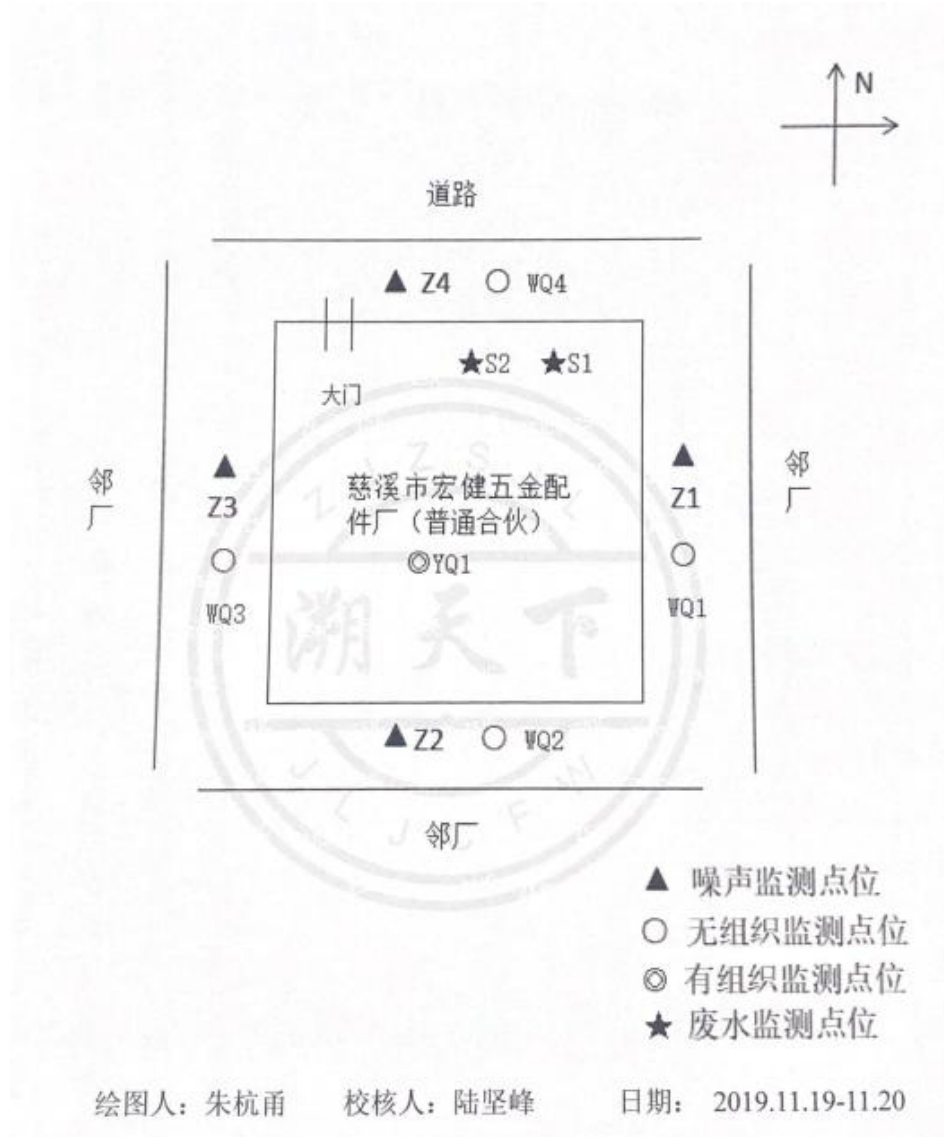 N
道路
▲ Z4 ○ WQ4
★S2 ★S1
大门
邻厂
▲
Z3
○
WQ3
慈溪市宏健五金配
件厂（普通合伙）
◎YQ1
▲
Z1
○
WQ1
邻厂
溯天下
▲ Z2 ○ WQ2
邻厂
▲ 噪声监测点位
○ 无组织监测点位
◎ 有组织监测点位
★ 废水监测点位
绘图人：朱杭甬 校核人：陆坚峰 日期： 2019.11.19-11.20